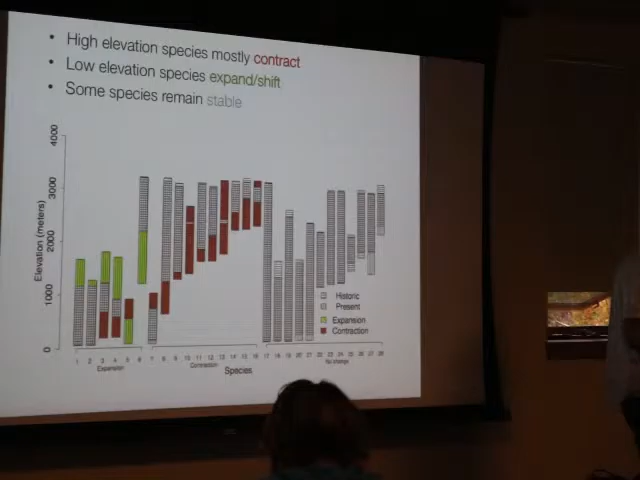 • High elevation species mostly contract
• Low elevation species expand/shift
• Some species remain stable
4000
3000
2000
1000
0
Elevation (meters)
Historic
Present
Expansion
Contraction
1 2 3 4 5 6 7 8 9 10 11 12 13 14 15 16 17 18 19 20 21 22 23 24 25 26 27 28
Expansion Contraction No change
Species